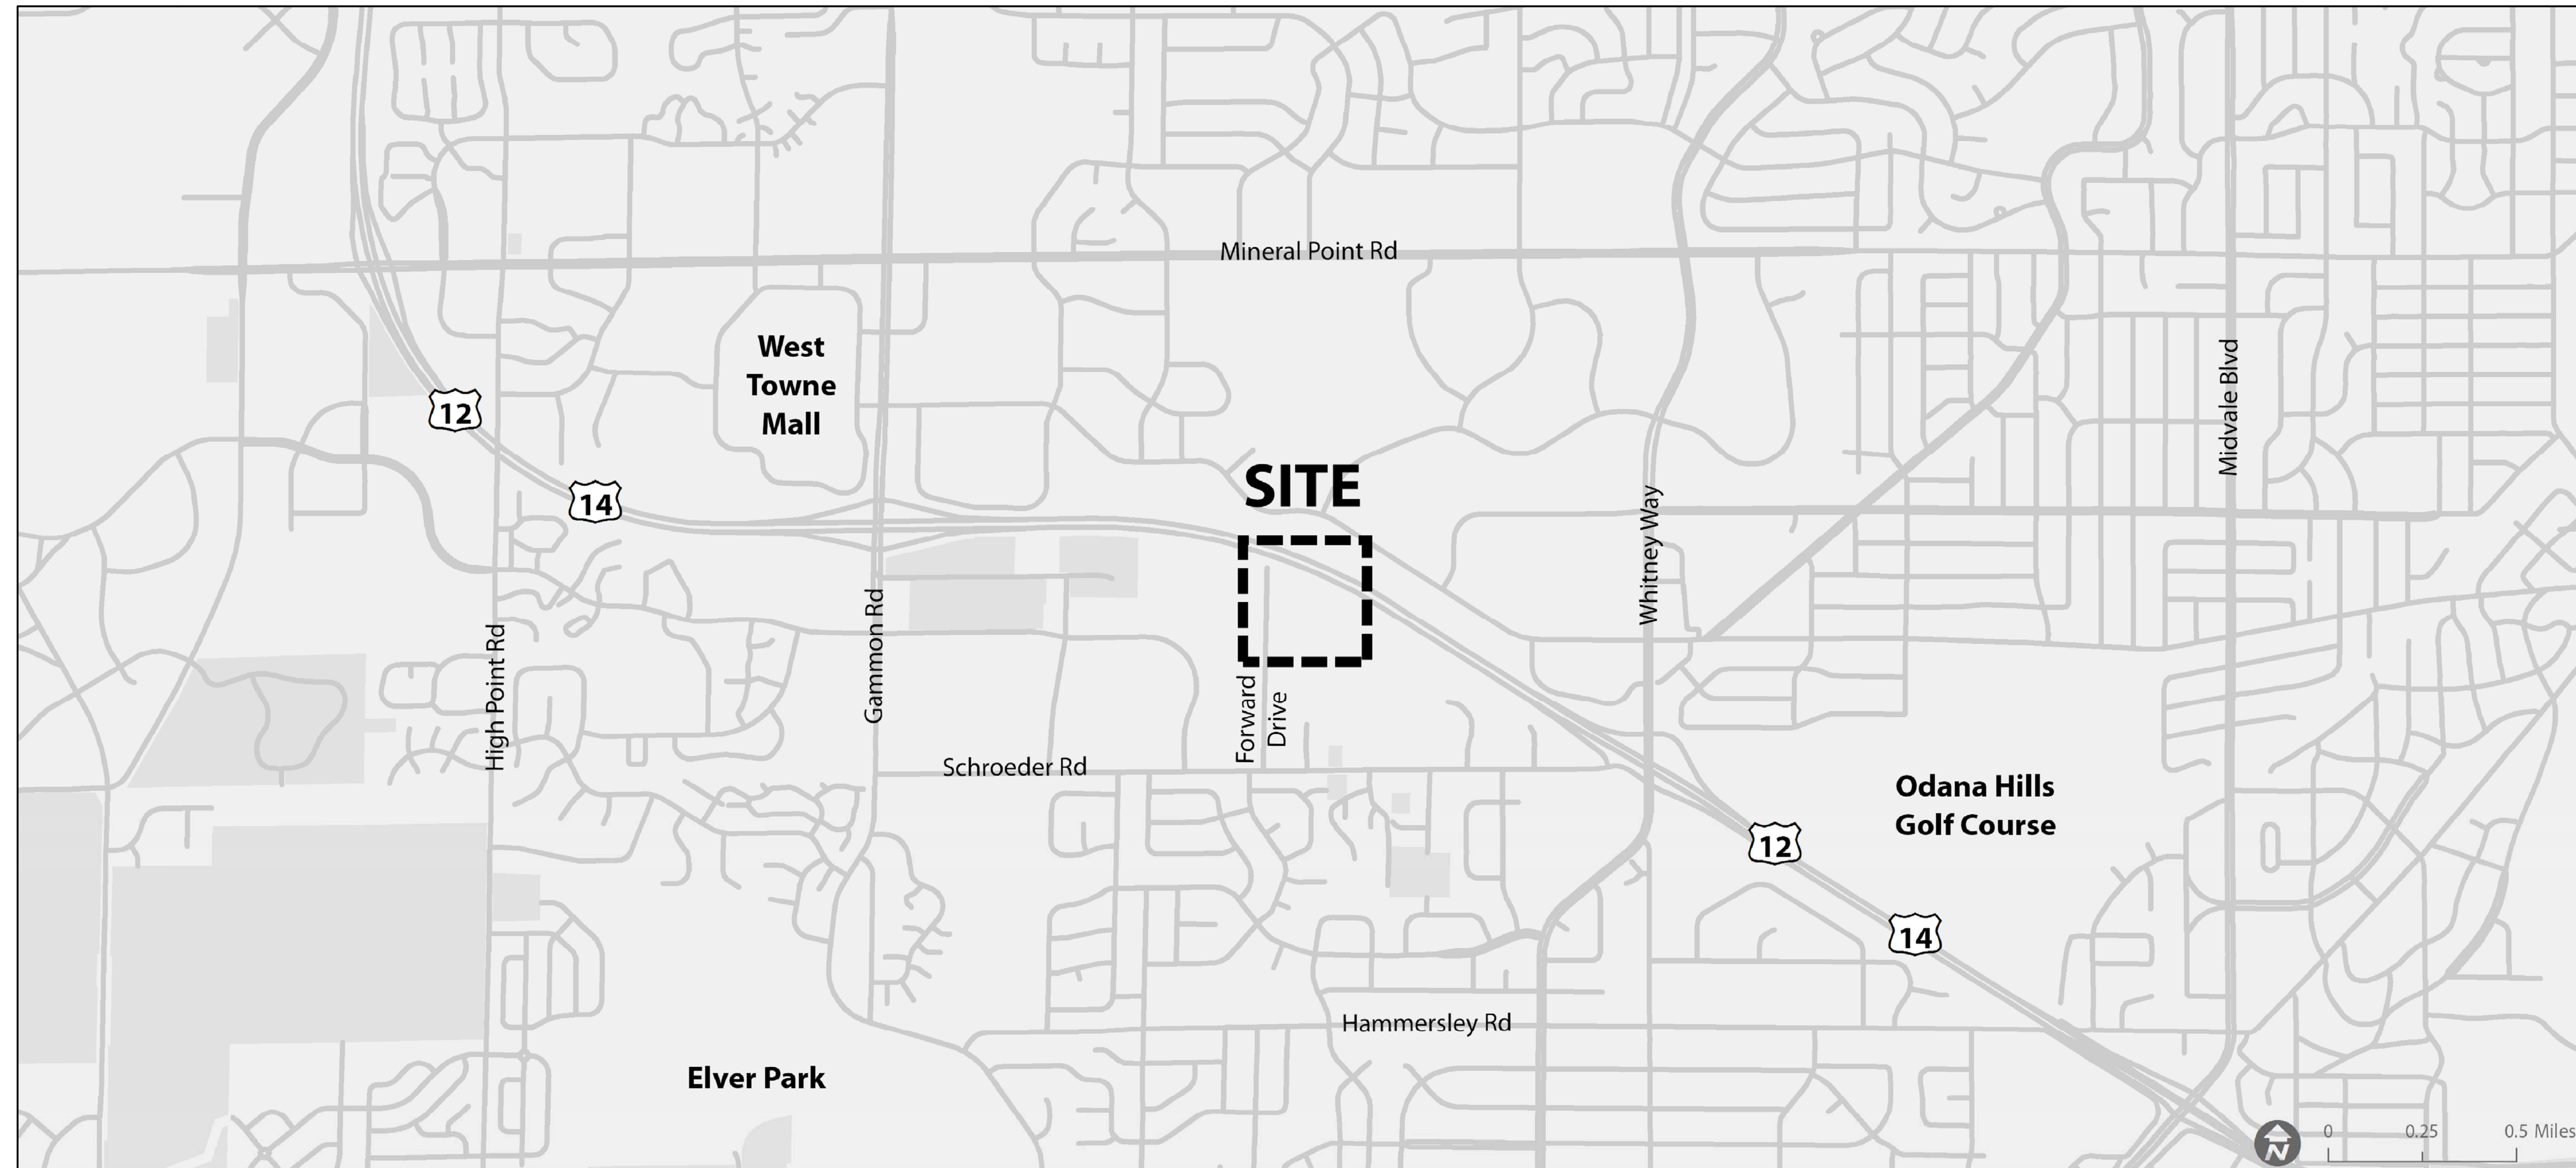 Mineral Point Rd
West
Towne
Mall
Midvale Blvd
12
SITE
14
Whitney Way
Gammon Rd
High Point Rd
Forward
Drive
Schroeder Rd
Odana Hills
Golf Course
12
14
Hammersley Rd
Elver Park
N
0 0.25 0.5 Miles